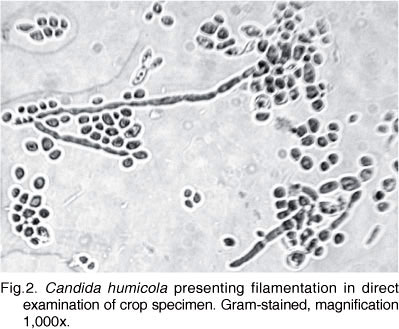 Fig.2. Candida humicola presenting filamentation in direct
examination of crop specimen. Gram-stained, magnification
1,000x.